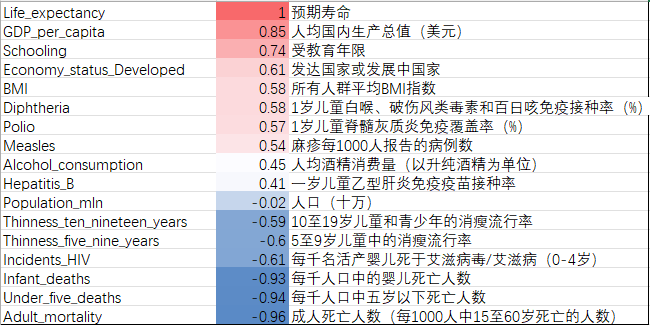 Life_expectancy 1 预期寿命
GDP_per_capita 0.85 人均国内生产总值（美元）
Schooling 0.74 受教育年限
Economy_status_Developed 0.61 发达国家或发展中国家
BMI 0.58 所有人群平均BMI指数
Diphtheria 0.58 1岁儿童白喉、破伤风类毒素和百日咳免疫接种率（%）
Polio 0.57 1岁儿童脊髓灰质炎免疫覆盖率（%）
Measles 0.54 麻疹每1000人报告的病例数
Alcohol_consumption 0.45 人均酒精消费量（以升纯酒精为单位）
Hepatitis_B 0.41 一岁儿童乙型肝炎免疫疫苗接种率
Population_mln -0.02 人口（十万）
Thinness_ten_nineteen_years -0.59 10至19岁儿童和青少年的消瘦流行率
Thinness_five_nine_years -0.6 5至9岁儿童中的消瘦流行率
Incidents_HIV -0.61 每千名活产婴儿死于艾滋病毒/艾滋病（0-4岁）
Infant_deaths -0.93 每千人口中的婴儿死亡人数
Under_five_deaths -0.94 每千人口中五岁以下死亡人数
Adult_mortality -0.96 成人死亡人数（每1000人中15至60岁死亡的人数）